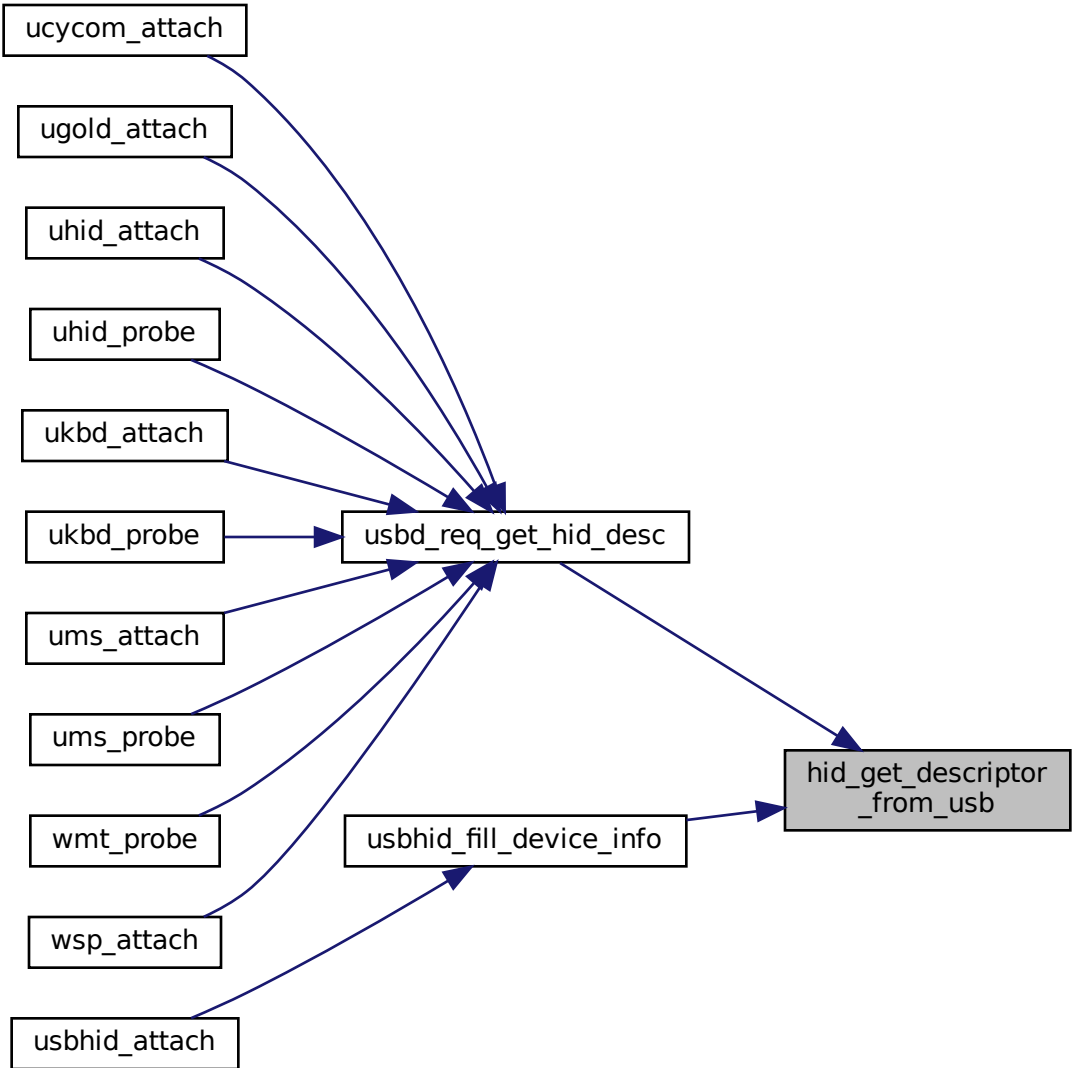 ucycom_attach
ugold_attach
uhid_attach
uhid_probe
ukbd_attach
ukbd_probe
usbd_req_get_hid_desc
ums_attach
ums_probe
hid_get_descriptor
_from_usb
wmt_probe
usbhid_fill_device_info
wsp_attach
usbhid_attach